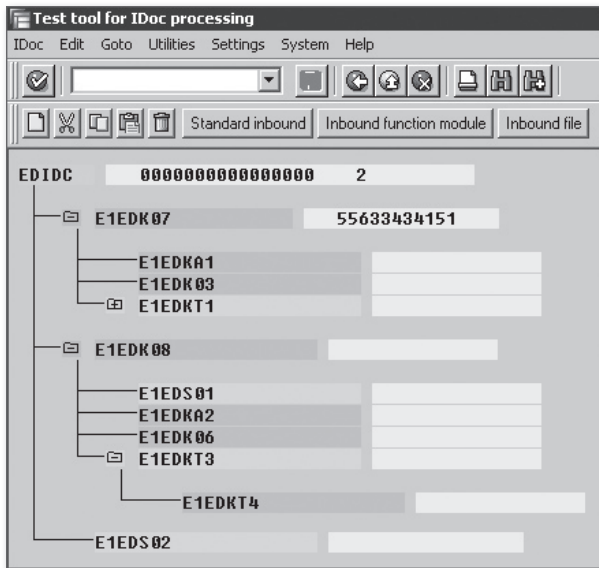 Test tool for IDoc processing
IDoc Edit Goto Utilities Settings System Help
Standard inbound Inbound function module Inbound file
EDIDC 0000000000000000 2
E1EDK07 55633434151
E1EDKA1
E1EDK03
E1EDKT1
E1EDK08
E1EDS01
E1EDKA2
E1EDK06
E1EDKT3
E1EDKT4
E1EDS02